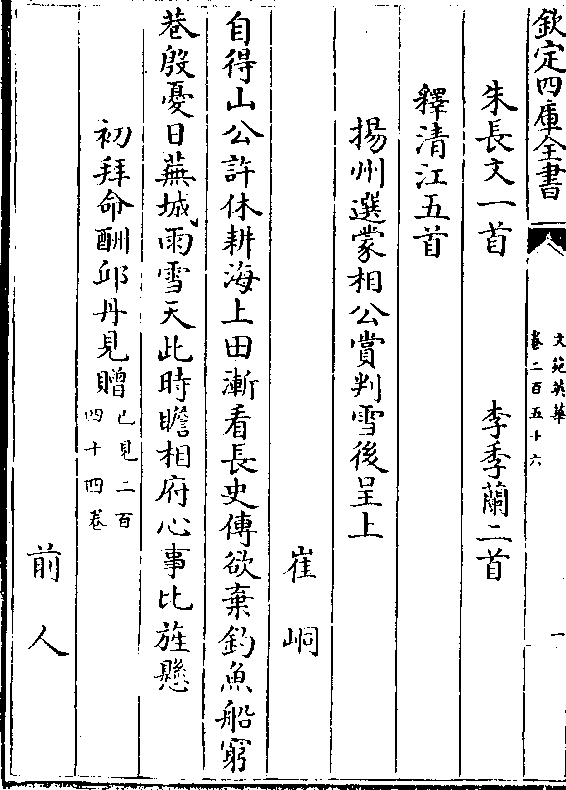 欽定四庫全書
文苑英華
卷二百五十六
一
朱長文一首　李季蘭二首
釋清江五首
揚州選蒙相公賞判雪後呈上
崔峒
自得山公許休耕海上田漸看長史傳欲棄釣魚船窮
巷殷憂日蕪城雨雪天此時瞻相府心事比旌懸
初拜命酬邱丹見贈已見二百四十四卷
前人